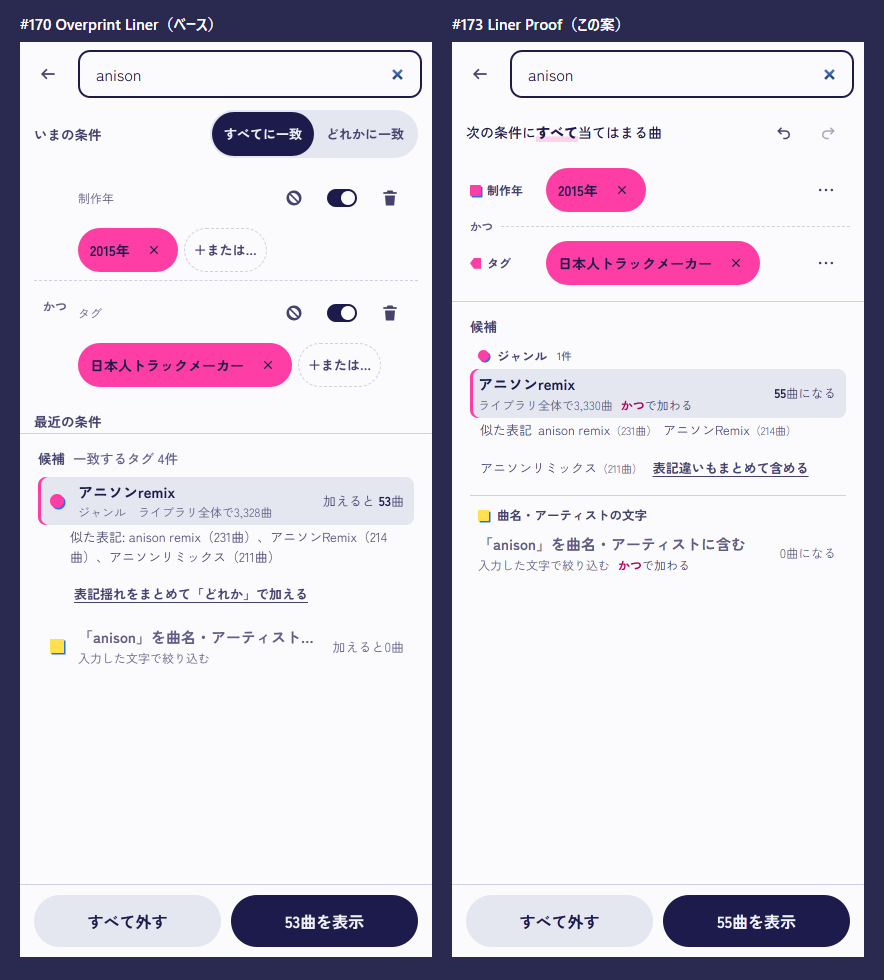 #170 Overprint Liner（ベース）
anison
いまの条件
すべてに一致 どれかに一致
制作年
2015年 ×
＋または…
かつ タグ
日本人トラックメーカー ×
＋または…
最近の条件
候補 一致するタグ 4件
アニソンremix
ジャンル ライブラリ全体で3,328曲
加えると 53曲
似た表記: anison remix（231曲）、アニソンRemix（214
曲）、アニソンリミックス（211曲）
表記揺れをまとめて「どれか」で加える
「anison」を曲名・アーティスト…
入力した文字で絞り込む
加えると0曲
すべて外す
53曲を表示
#173 Liner Proof（この案）
anison
次の条件にすべて当てはまる曲
制作年 2015年 × …
かつ
タグ 日本人トラックメーカー × …
候補
ジャンル 1件
アニソンremix
ライブラリ全体で3,330曲 かつで加わる
55曲になる
似た表記 anison remix（231曲） アニソンRemix（214曲）
アニソンリミックス（211曲） 表記違いもまとめて含める
曲名・アーティストの文字
「anison」を曲名・アーティストに含む
入力した文字で絞り込む かつで加わる
0曲になる
すべて外す
55曲を表示